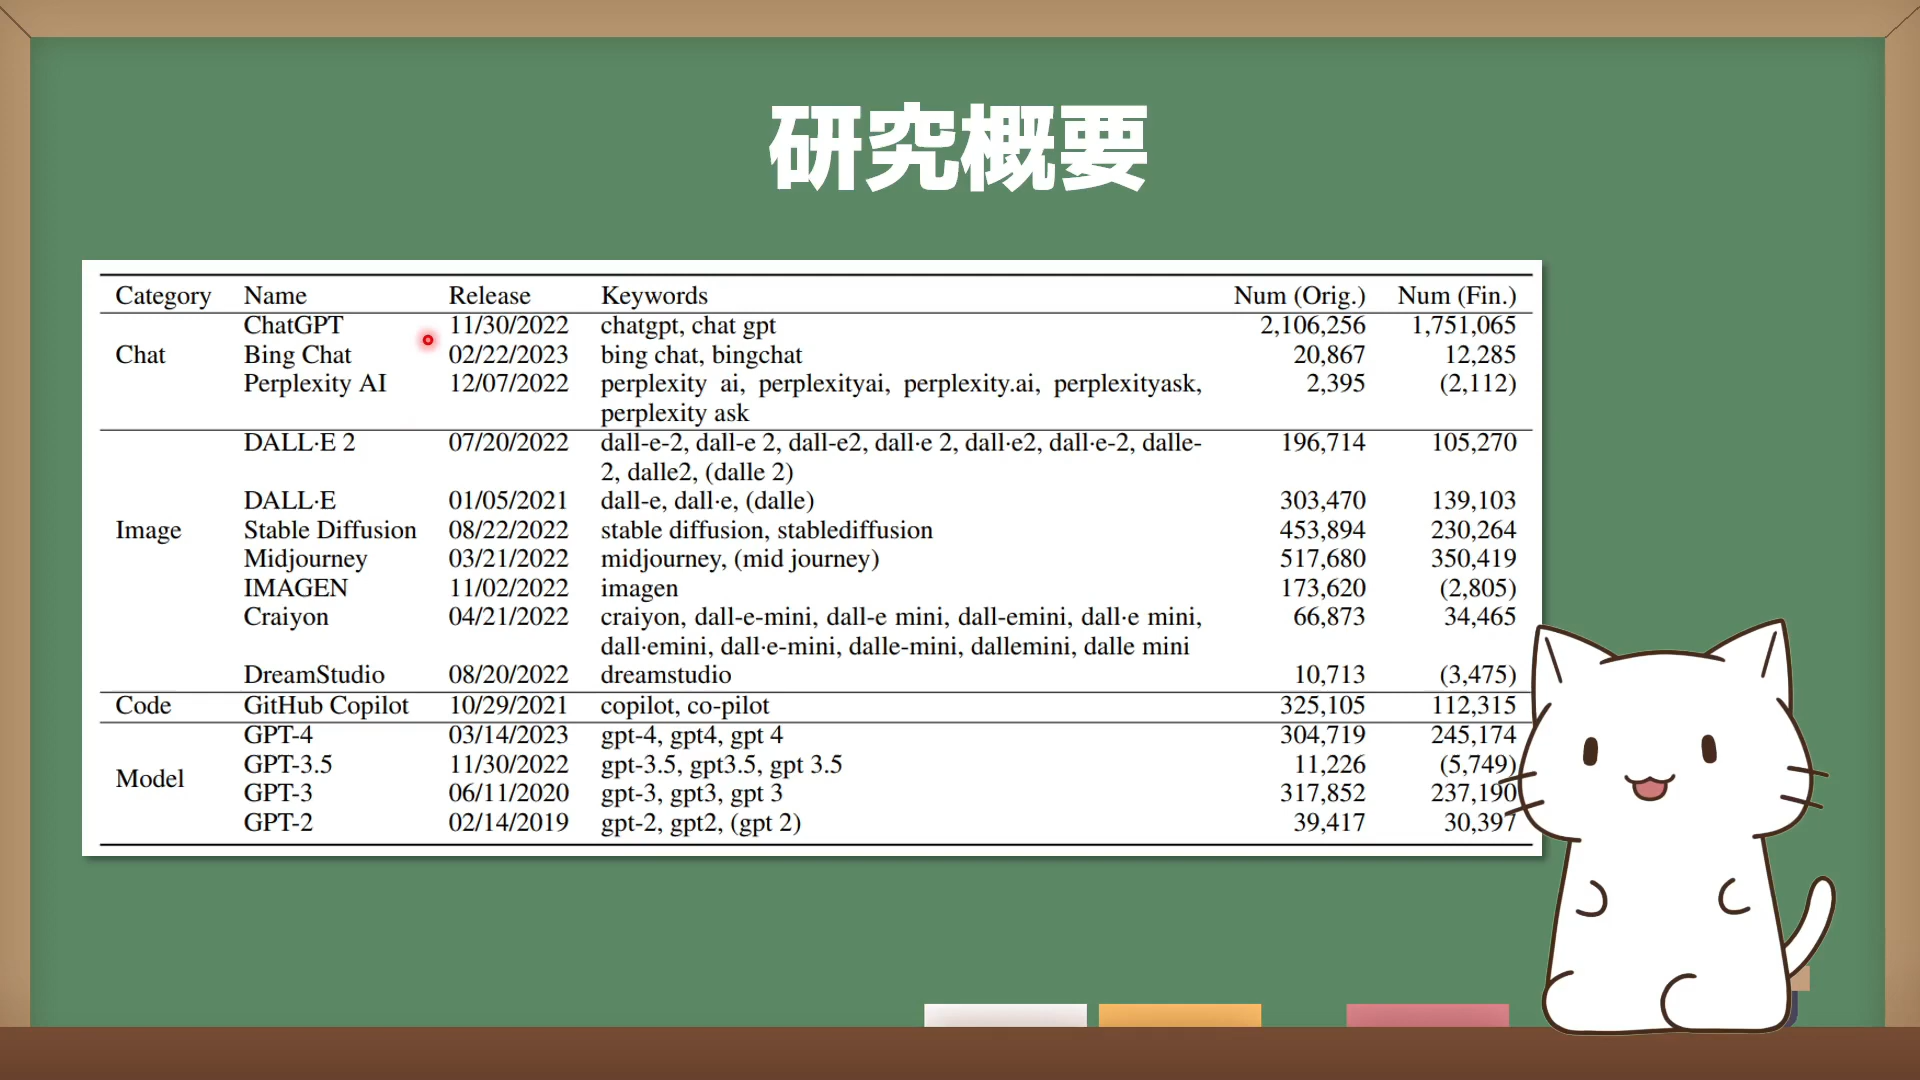 研究概要
Category Name Release Keywords Num (Orig.) Num (Fin.)
ChatGPT 11/30/2022 chatgpt, chat gpt 2,106,256 1,751,065
Chat Bing Chat 02/22/2023 bing chat, bingchat 20,867 12,285
Perplexity AI 12/07/2022 perplexity ai, perplexityai, perplexity.ai, perplexityask, 2,395 (2,112)
perplexity ask
DALL·E 2 07/20/2022 dall-e-2, dall-e 2, dall-e2, dall·e 2, dall·e2, dall·e-2, dalle- 196,714 105,270
2, dalle2, (dalle 2)
DALL·E 01/05/2021 dall-e, dall·e, (dalle) 303,470 139,103
Image Stable Diffusion 08/22/2022 stable diffusion, stablediffusion 453,894 230,264
Midjourney 03/21/2022 midjourney, (mid journey) 517,680 350,419
IMAGEN 11/02/2022 imagen 173,620 (2,805)
Craiyon 04/21/2022 craiyon, dall-e-mini, dall-e mini, dall-emini, dall·e mini, 66,873 34,465
dall·emini, dall·e-mini, dalle-mini, dallemini, dalle mini
DreamStudio 08/20/2022 dreamstudio 10,713 (3,475)
Code GitHub Copilot 10/29/2021 copilot, co-pilot 325,105 112,315
GPT-4 03/14/2023 gpt-4, gpt4, gpt 4 304,719 245,174
Model GPT-3.5 11/30/2022 gpt-3.5, gpt3.5, gpt 3.5 11,226 (5,749)
GPT-3 06/11/2020 gpt-3, gpt3, gpt 3 317,852 237,190
GPT-2 02/14/2019 gpt-2, gpt2, (gpt 2) 39,417 30,397